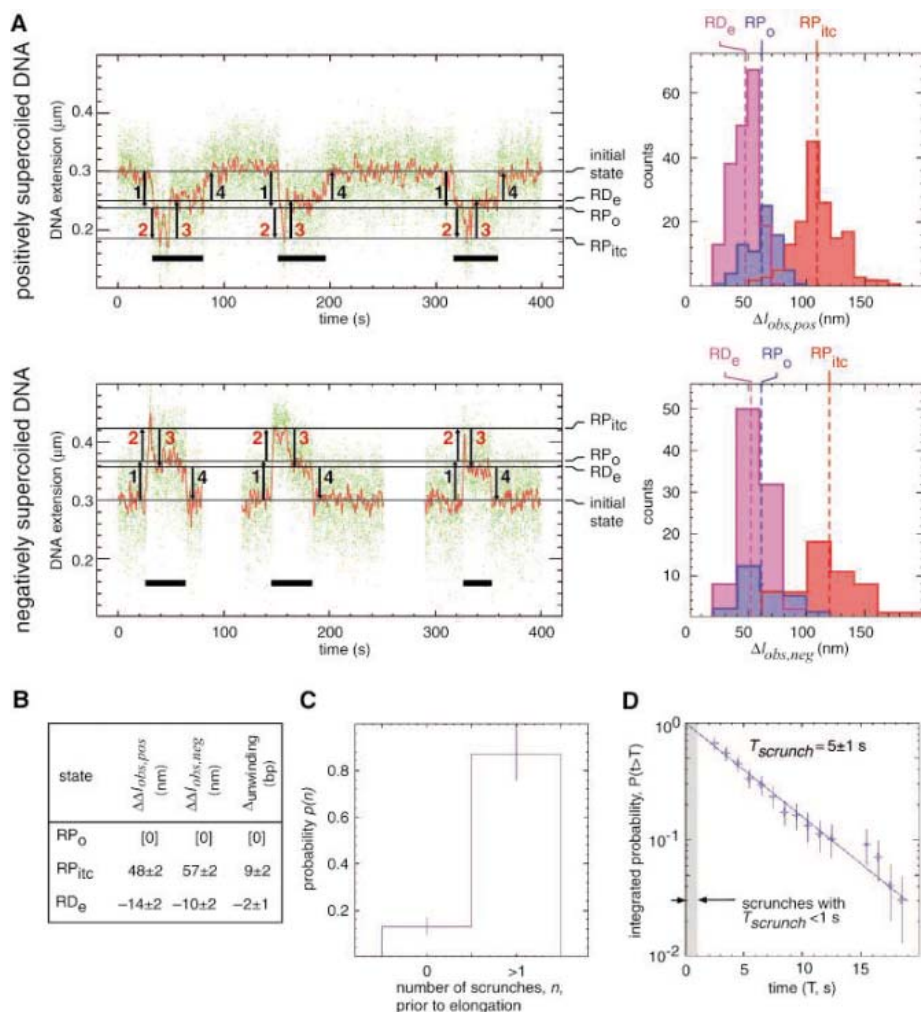 A
positively supercoiled DNA
DNA extension (μm)
0.4
0.3
0.2
1
2
3
4
1
2
3
4
1
2
3
4
initial
state
RDe
RPo
RPitc
0 100 200 300 400
time (s)
RDe RPo RPitc
counts
60
40
20
0 50 100 150
Δlobs,pos (nm)
negatively supercoiled DNA
DNA extension (μm)
0.4
0.3
0.2
2
3
1
4
2
3
1
4
2
3
1
4
RPitc
RPo
RDe
initial
state
0 100 200 300 400
time (s)
RDe RPo RPitc
counts
50
40
30
20
10
0 50 100 150
Δlobs,neg (nm)
B
state ΔΔlobs,pos (nm) ΔΔlobs,neg (nm) Δunwinding (bp)
RPo [0] [0] [0]
RPitc 48±2 57±2 9±2
RDe −14±2 −10±2 −2±1
C
probability p(n)
0.8
0.6
0.4
0.2
0 >1
number of scrunches, n,
prior to elongation
D
integrated probability, P(t>T)
10⁰
10⁻¹
10⁻²
Tscrunch = 5±1 s
scrunches with
Tscrunch <1 s
0 5 10 15
time (T, s)